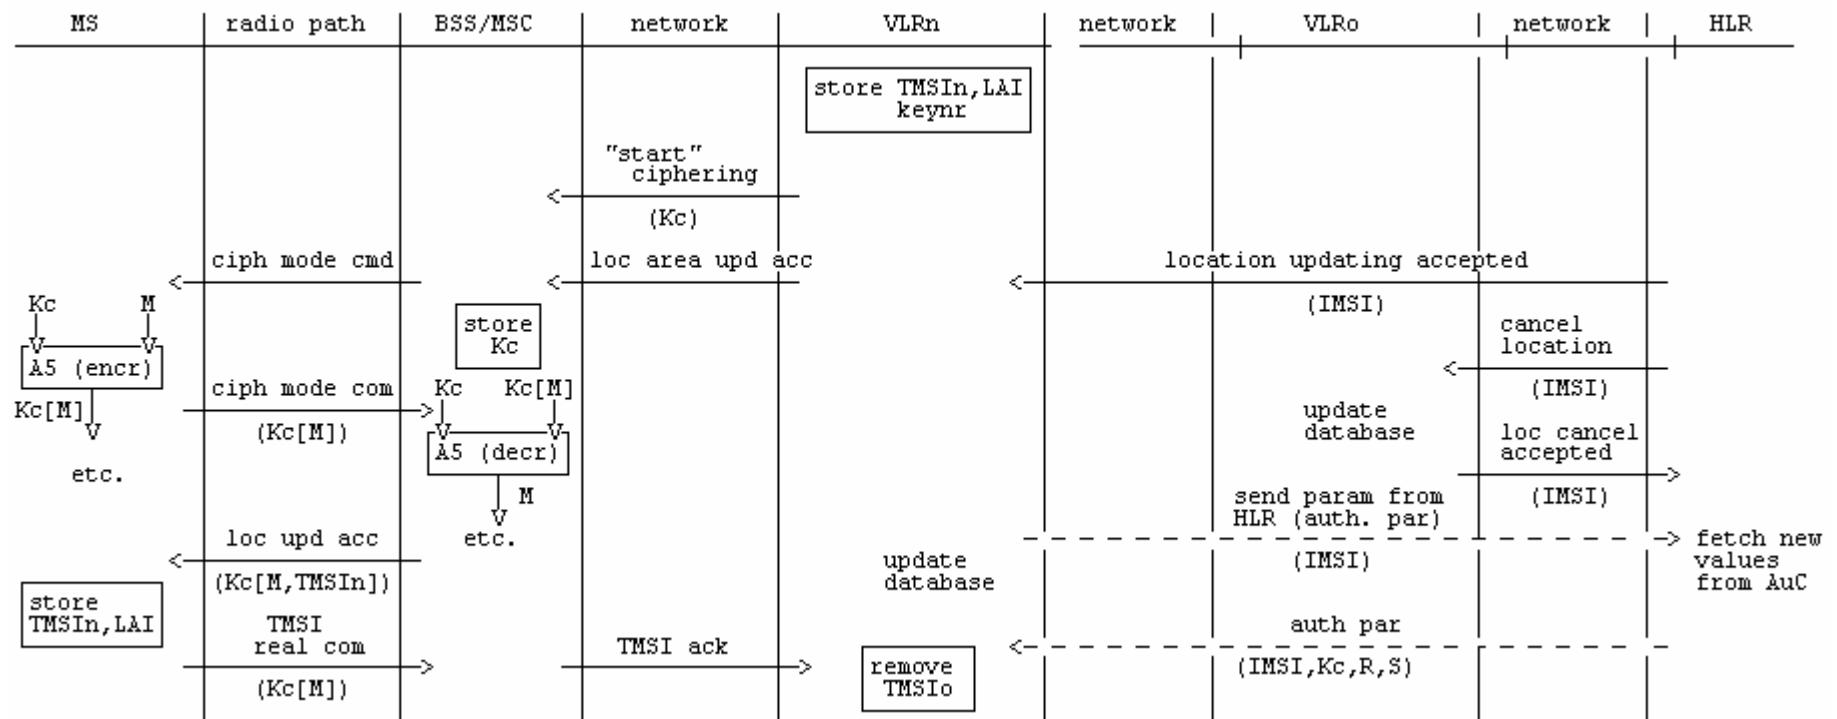 MS radio path BSS/MSC network VLRn network VLRo network HLR
store TMSIn,LAI
keynr
"start"
ciphering
(Kc)
ciph mode cmd
loc area upd acc
location updating accepted
(IMSI)
Kc M
store
Kc
cancel
location
A5 (encr)
(IMSI)
ciph mode com
Kc Kc[M]
Kc[M]
(Kc[M])
update
database
loc cancel
accepted
A5 (decr)
etc.
M
(IMSI)
send param from
HLR (auth. par)
loc upd acc
etc.
fetch new
values
from AuC
(IMSI)
update
database
(Kc[M,TMSIn])
store
TMSIn,LAI
TMSI
real com
auth par
TMSI ack
remove
TMSIo
(IMSI,Kc,R,S)
(Kc[M])